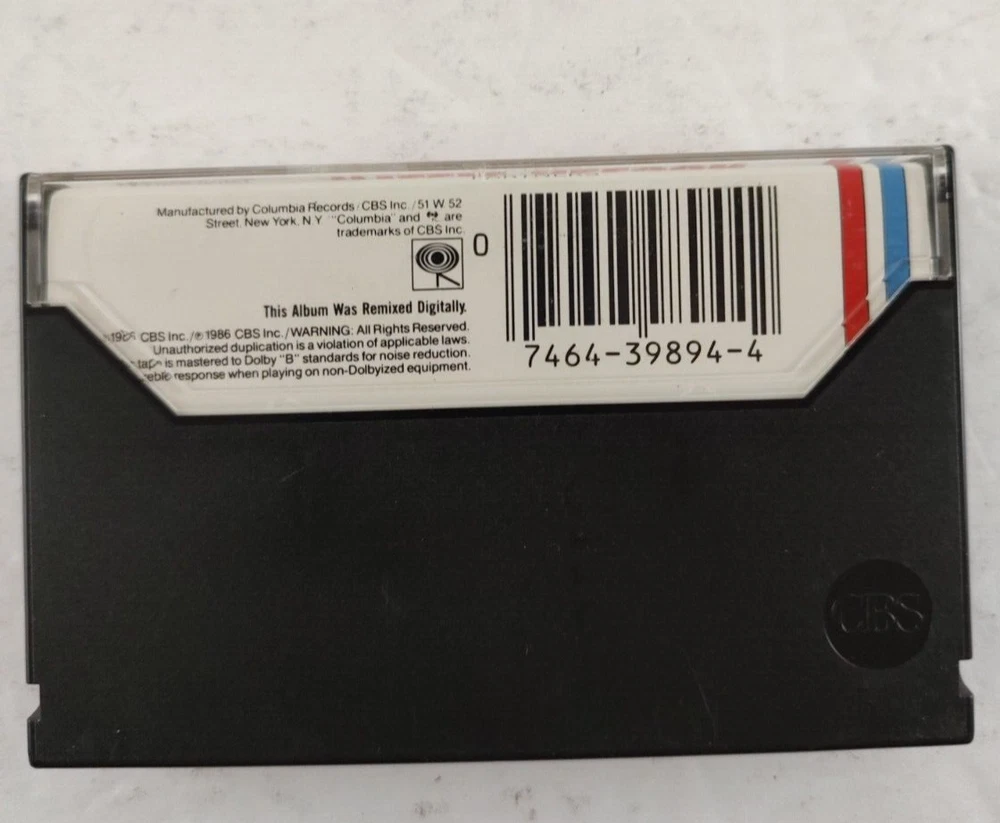 Manufactured by Columbia Records / CBS Inc. / 51 W 52
Street, New York, N.Y. "Columbia" and are
trademarks of CBS Inc.
This Album Was Remixed Digitally.
CBS Inc./℗ 1986 CBS Inc./WARNING: All Rights Reserved.
Unauthorized duplication is a violation of applicable laws.
is mastered to Dolby "B" standards for noise reduction.
response when playing on non-Dolbyized equipment.
0
7464-39894-4
CBS